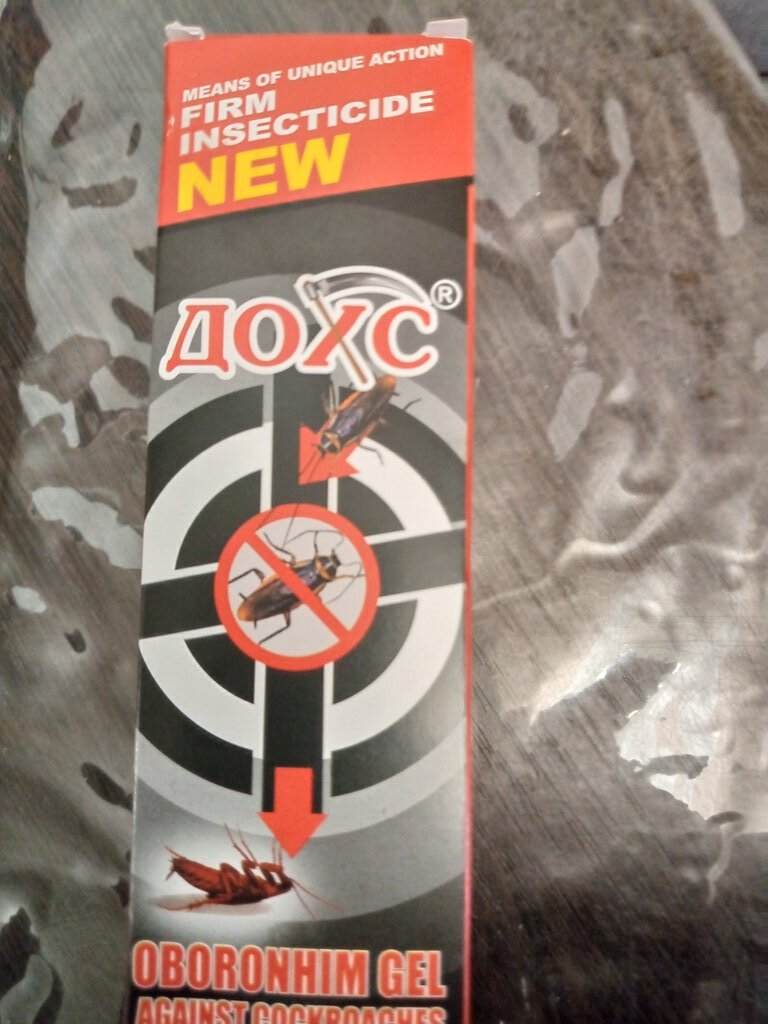 MEANS OF UNIQUE ACTION
FIRM
INSECTICIDE
NEW
ДОХС®
OBORONHIM GEL
AGAINST COCKROACHES